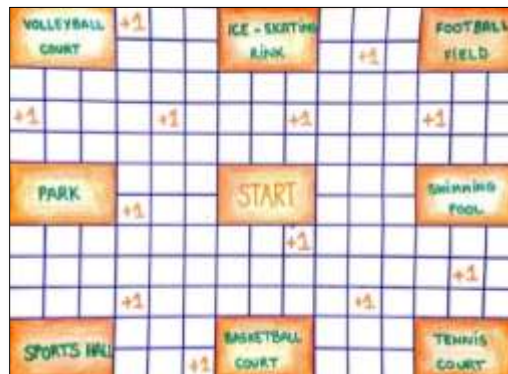 VOLLEYBALL
COURT
+1
ICE - SKATING
RINK
+1
FOOTBALL
FIELD
+1
+1
+1
+1
PARK
+1
START
SWIMMING
POOL
+1
+1
+1
+1
SPORTS HALL
+1
BASKETBALL
COURT
TENNIS
COURT